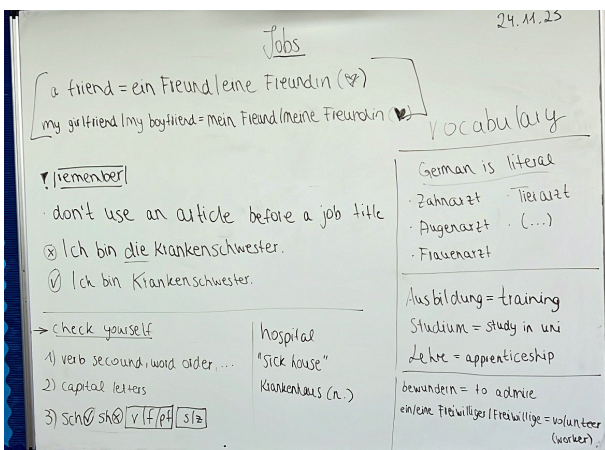 24.11.25
Jobs
a friend = ein Freund/eine Freundin (♡)
my girlfriend/my boyfriend = mein Freund/meine Freundin (♥)
! remember!
· don't use an article before a job title
ⓧ Ich bin die Krankenschwester.
✓ Ich bin Krankenschwester.
→ check yourself
1) verb secound, word order, ...
2) capital letters
3) sch ✓ sh ⓧ v/f/pf s/z
hospital
"sick house"
Krankenhaus (n.)
vocabulary
German is literal
· Zahnarzt · Tierarzt
· Augenarzt · (...)
· Frauenarzt
Ausbildung = training
Studium = study in uni
Lehre = apprenticeship
bewundern = to admire
ein/eine Freiwilliger/Freiwillige = volunteer
(worker)